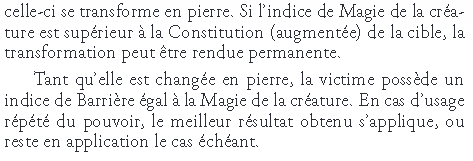 celle-ci se transforme en pierre. Si l'indice de Magie de la créa-
ture est supérieur à la Constitution (augmentée) de la cible, la
transformation peut être rendue permanente.
Tant qu'elle est changée en pierre, la victime possède un
indice de Barrière égal à la Magie de la créature. En cas d'usage
répété du pouvoir, le meilleur résultat obtenu s'applique, ou
reste en application le cas échéant.